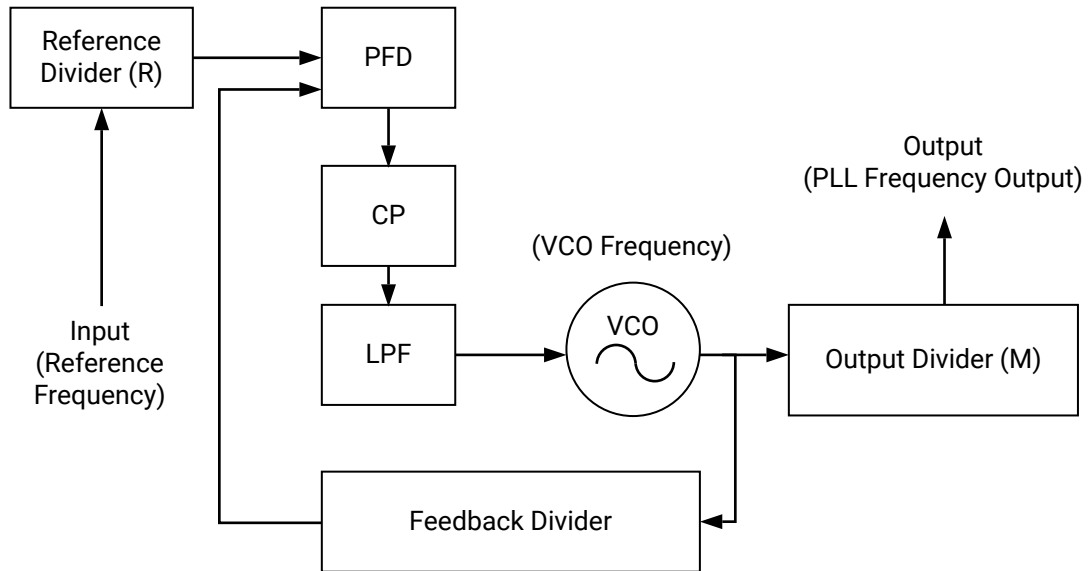 Reference
Divider (R)
PFD
CP
LPF
Input
(Reference
Frequency)
(VCO Frequency)
VCO
Output
(PLL Frequency Output)
Output Divider (M)
Feedback Divider